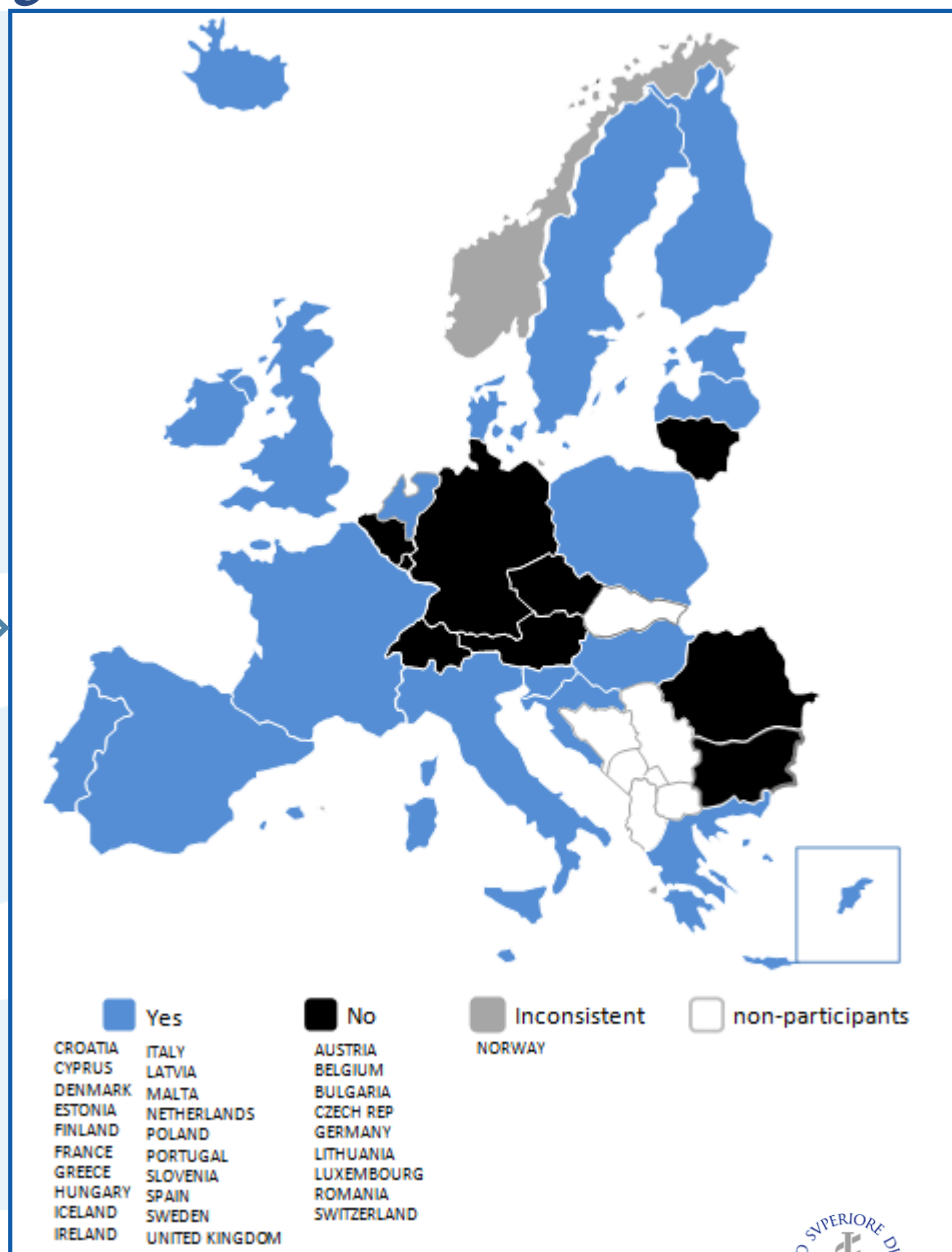 Yes
No
Inconsistent
non-participants
CROATIA
CYPRUS
DENMARK
ESTONIA
FINLAND
FRANCE
GREECE
HUNGARY
ICELAND
IRELAND
ITALY
LATVIA
MALTA
NETHERLANDS
POLAND
PORTUGAL
SLOVENIA
SPAIN
SWEDEN
UNITED KINGDOM
AUSTRIA
BELGIUM
BULGARIA
CZECH REP
GERMANY
LITHUANIA
LUXEMBOURG
ROMANIA
SWITZERLAND
NORWAY
SVPERIORE